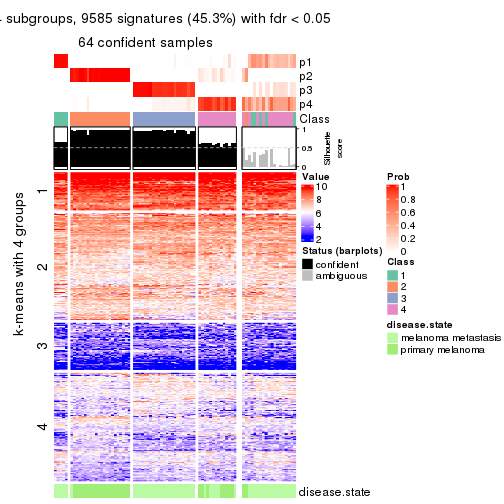 subgroups, 9585 signatures (45.3%) with fdr < 0.05
64 confident samples
p1
p2
p3
p4
Class
1
0.5
0
Silhouette
score
k-means with 4 groups
1
2
3
4
Value
10
8
6
4
2
Status (barplots)
confident
ambiguous
Prob
1
0.8
0.6
0.4
0.2
0
Class
1
2
3
4
disease.state
melanoma metastasis
primary melanoma
disease.state